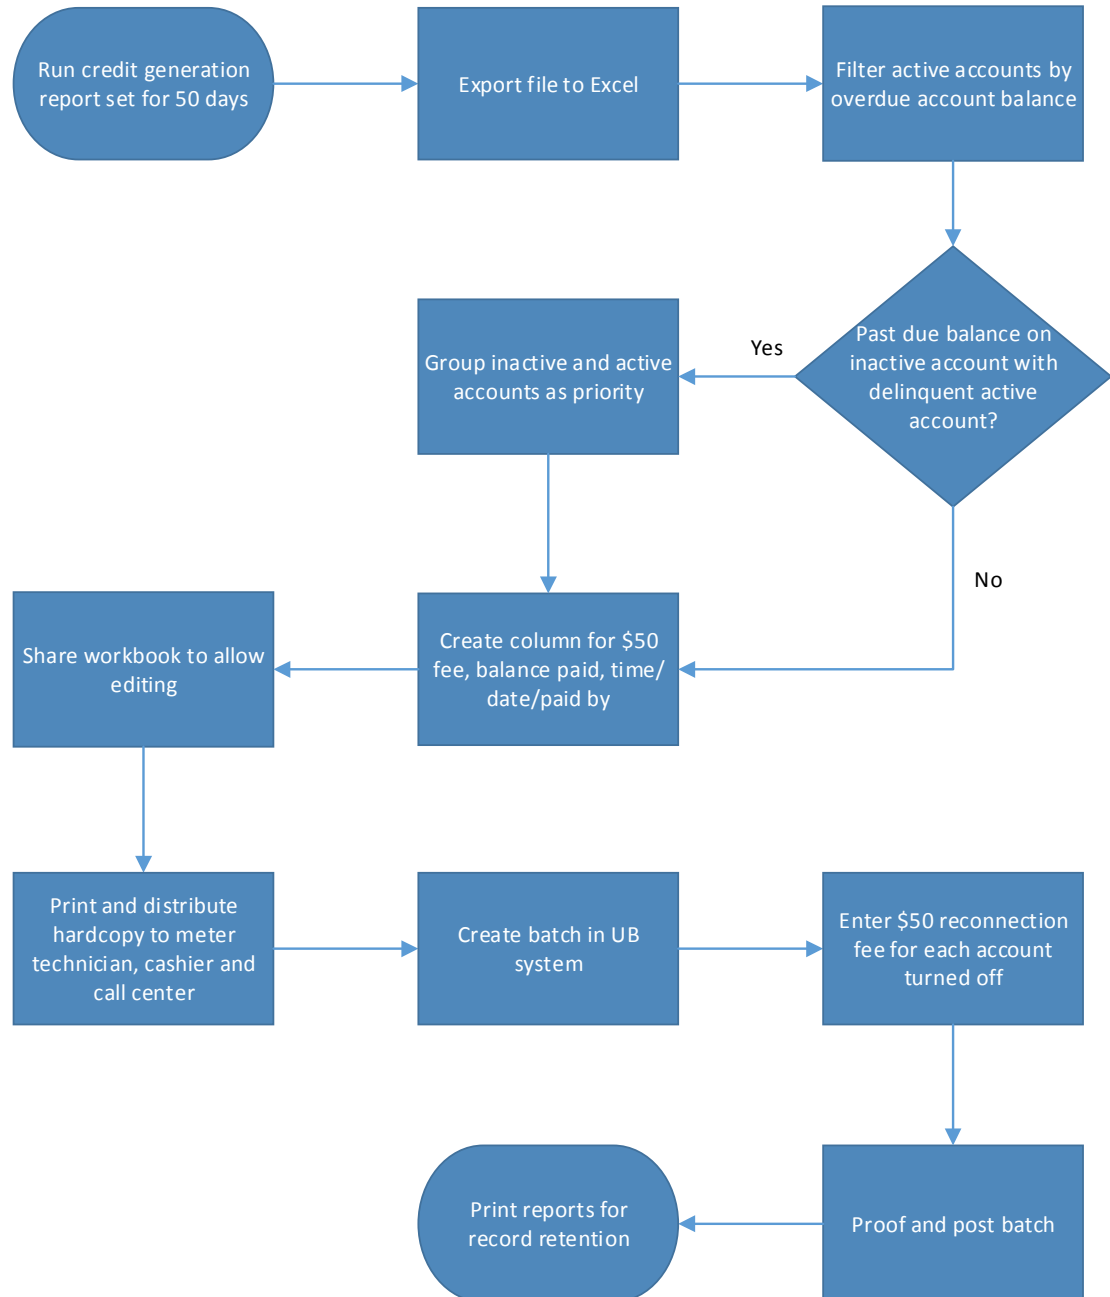 Run credit generation
report set for 50 days
Export file to Excel
Filter active accounts by
overdue account balance
Past due balance on
inactive account with
delinquent active
account?
Yes
Group inactive and active
accounts as priority
No
Create column for $50
fee, balance paid, time/
date/paid by
Share workbook to allow
editing
Print and distribute
hardcopy to meter
technician, cashier and
call center
Create batch in UB
system
Enter $50 reconnection
fee for each account
turned off
Proof and post batch
Print reports for
record retention